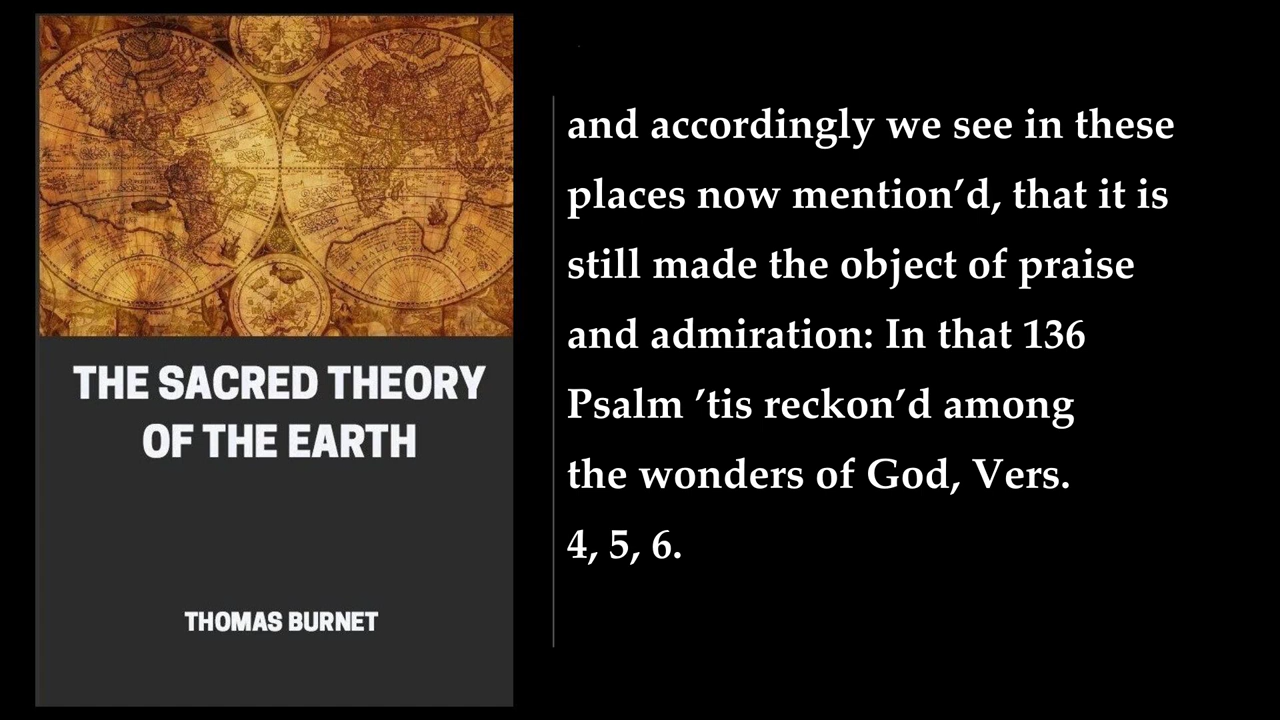 THE SACRED THEORY
OF THE EARTH
THOMAS BURNET
and accordingly we see in these
places now mention’d, that it is
still made the object of praise
and admiration: In that 136
Psalm ’tis reckon’d among
the wonders of God, Vers.
4, 5, 6.